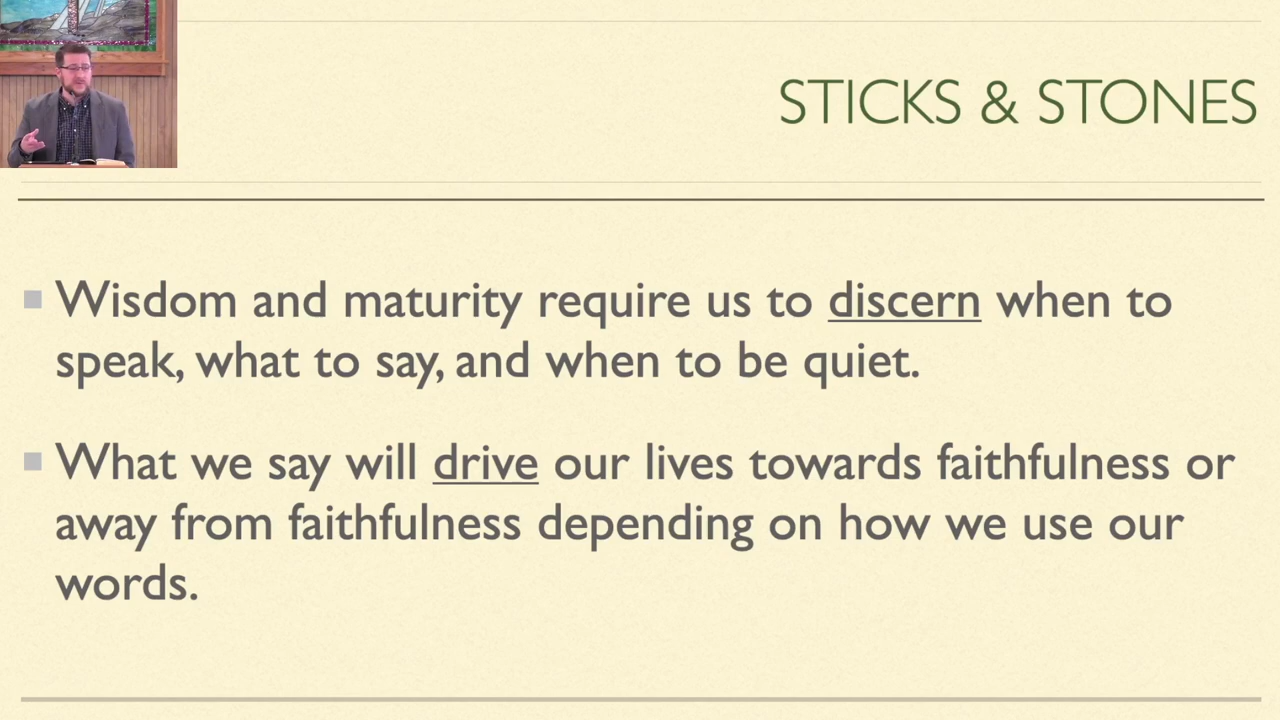 STICKS & STONES
Wisdom and maturity require us to discern when to
speak, what to say, and when to be quiet.
What we say will drive our lives towards faithfulness or
away from faithfulness depending on how we use our
words.